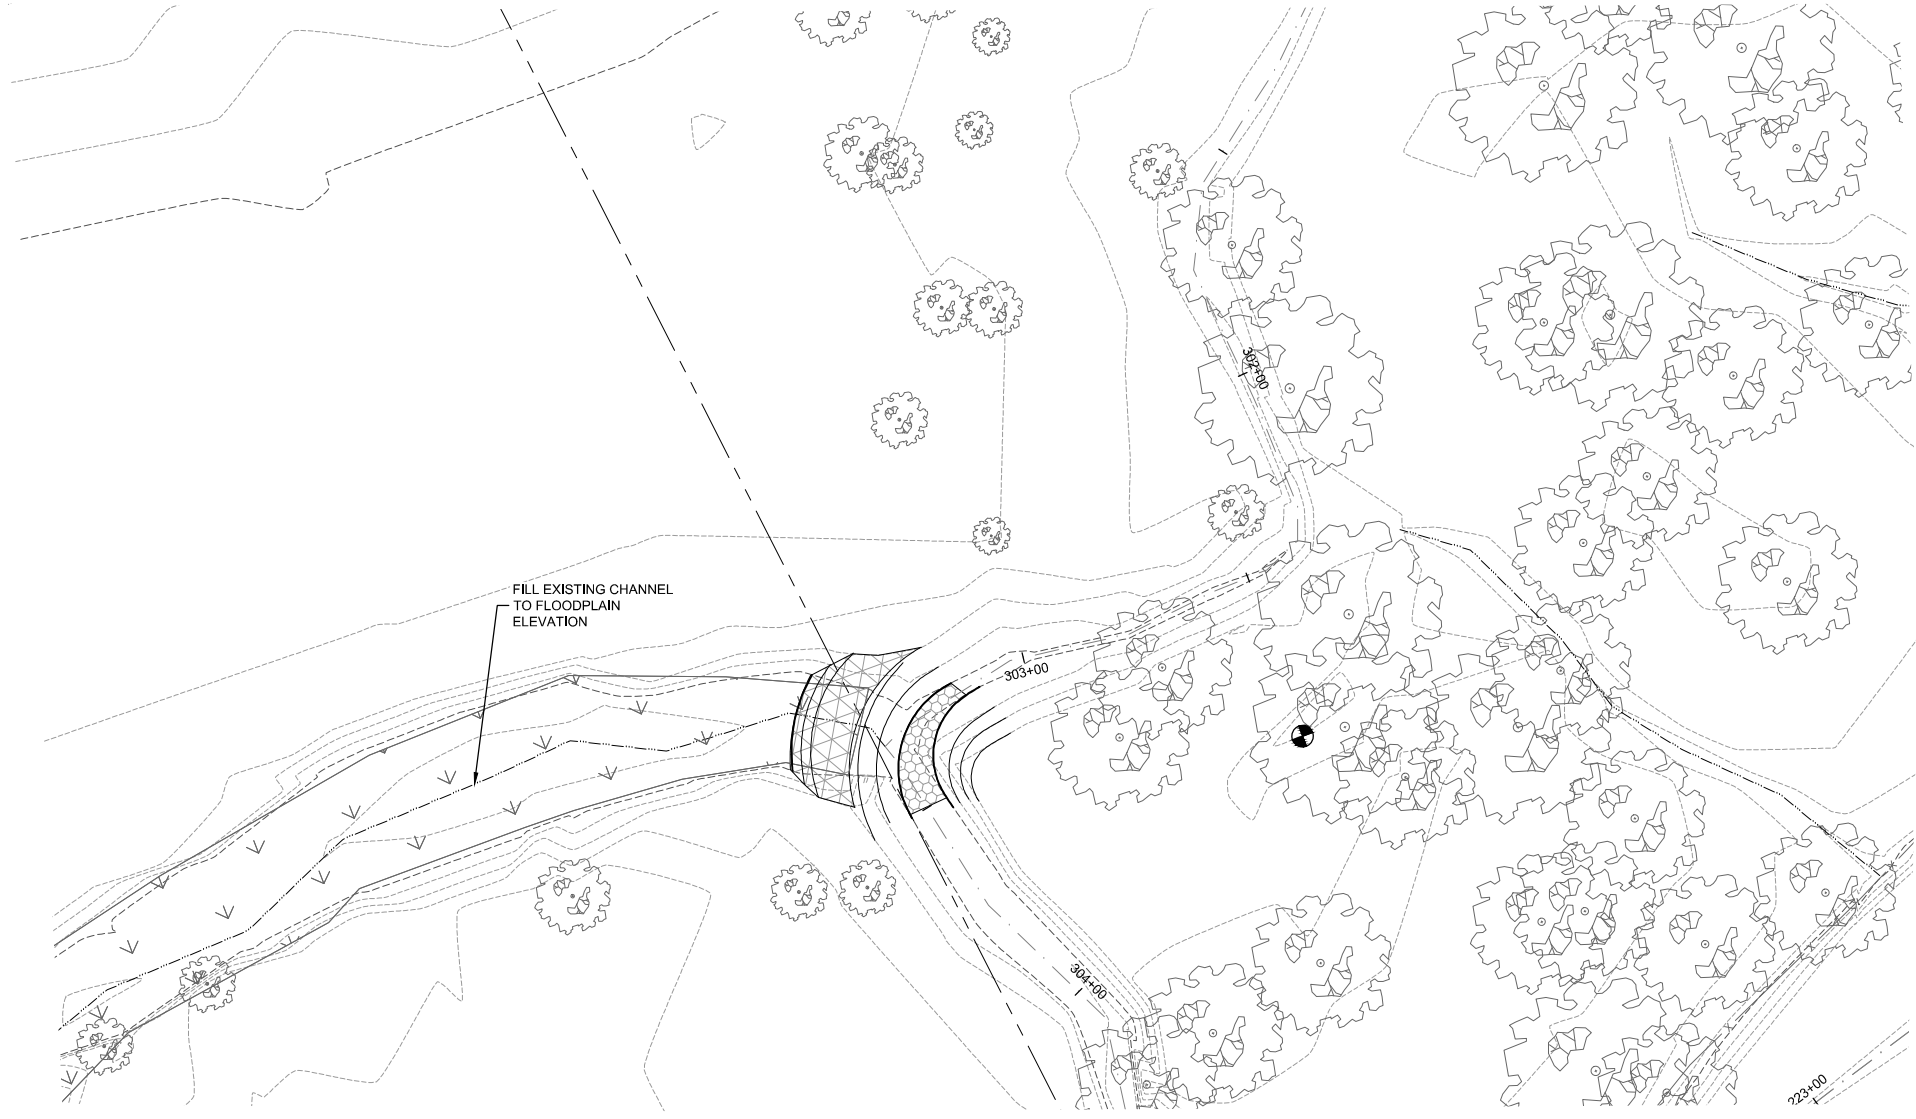 302+00
FILL EXISTING CHANNEL
TO FLOODPLAIN
ELEVATION
303+00
304+00
223+00